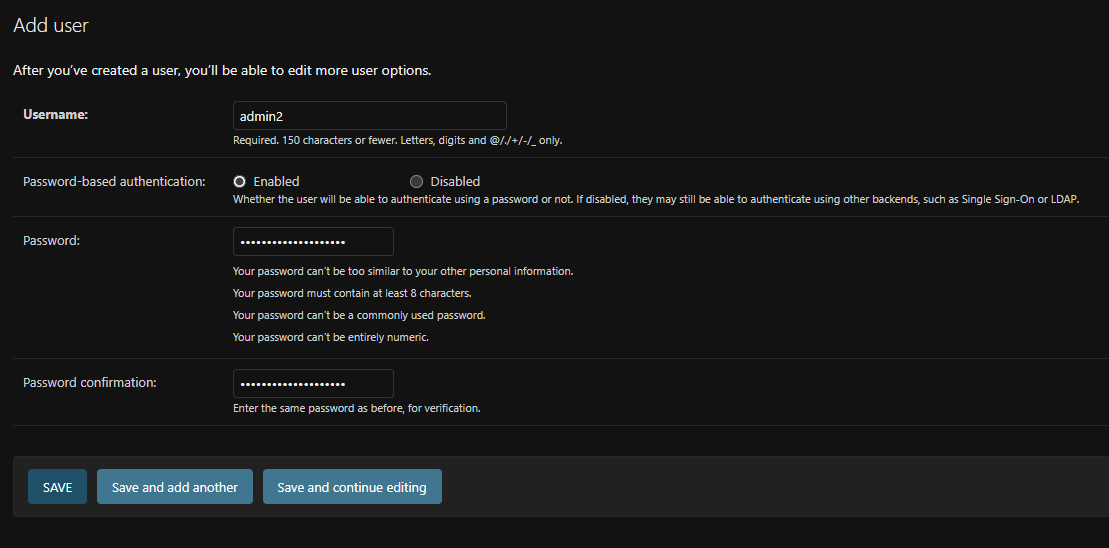 Add user
After you've created a user, you'll be able to edit more user options.
Username:
admin2
Required. 150 characters or fewer. Letters, digits and @/./+/-/_ only.
Password-based authentication:
Enabled
Disabled
Whether the user will be able to authenticate using a password or not. If disabled, they may still be able to authenticate using other backends, such as Single Sign-On or LDAP.
Password:
••••••••••••••••••••
Your password can't be too similar to your other personal information.
Your password must contain at least 8 characters.
Your password can't be a commonly used password.
Your password can't be entirely numeric.
Password confirmation:
••••••••••••••••••••
Enter the same password as before, for verification.
SAVE
Save and add another
Save and continue editing